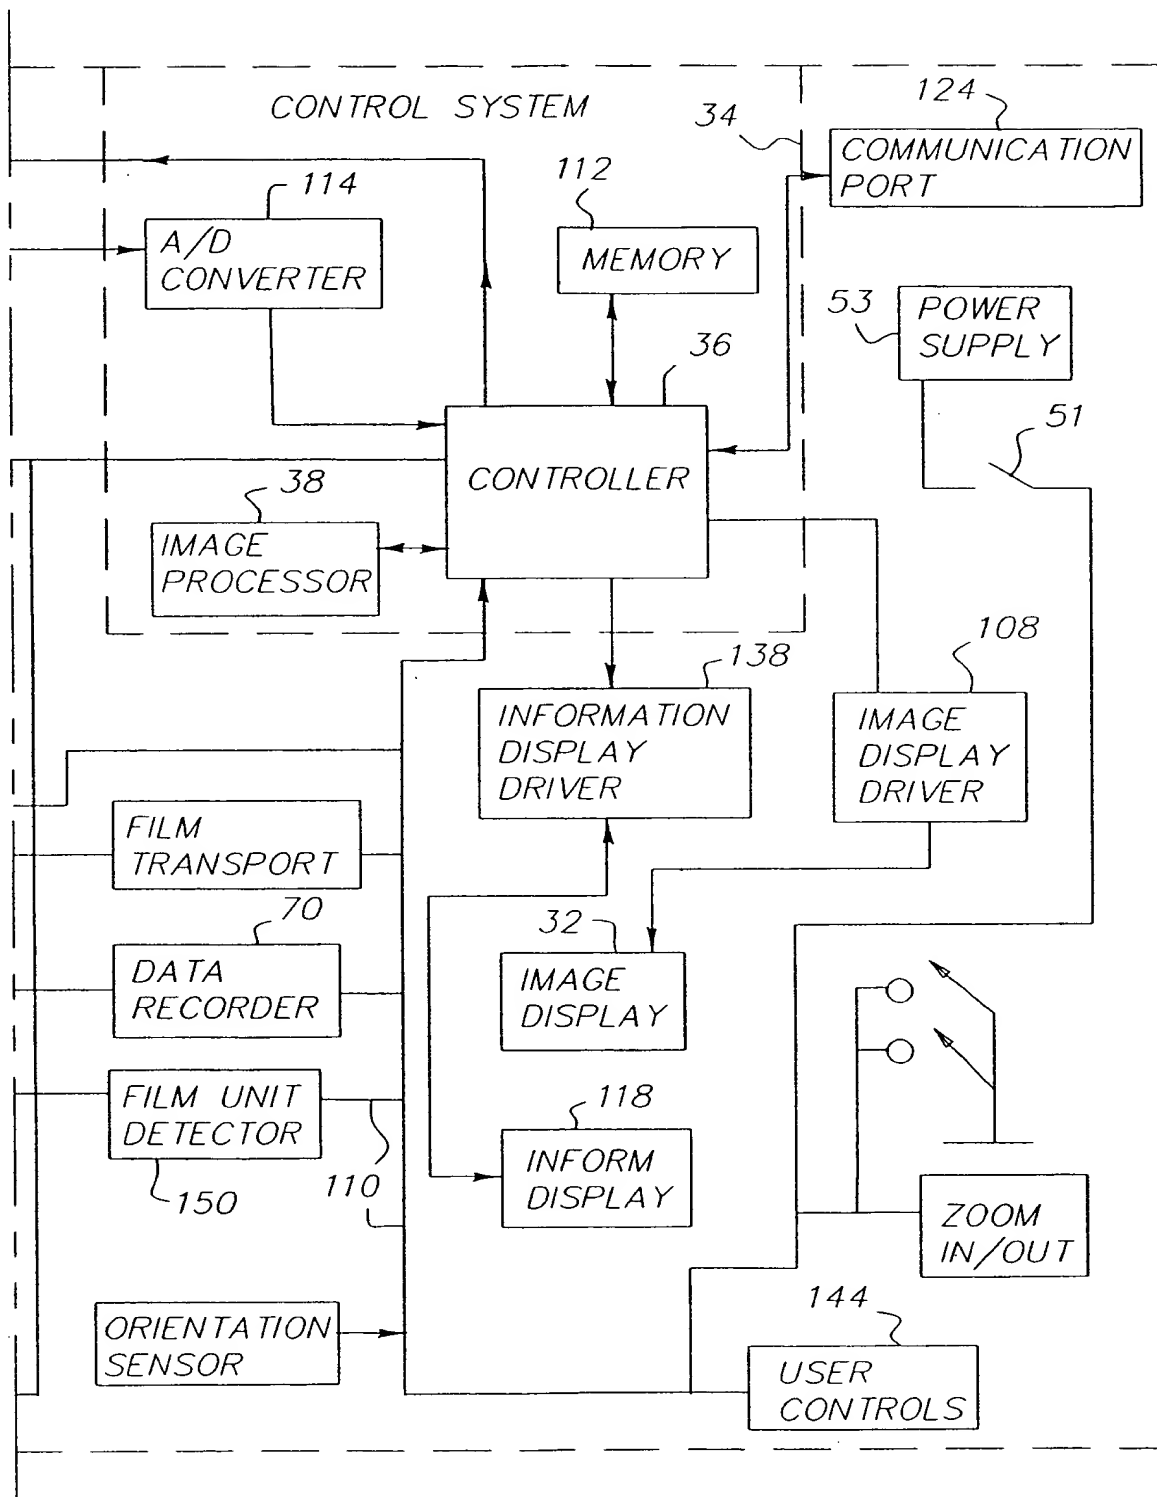 CONTROL SYSTEM
34
124
COMMUNICATION
PORT
114
A/D
CONVERTER
112
MEMORY
53
POWER
SUPPLY
36
CONTROLLER
51
38
IMAGE
PROCESSOR
138
INFORMATION
DISPLAY
DRIVER
108
IMAGE
DISPLAY
DRIVER
FILM
TRANSPORT
70
DATA
RECORDER
32
IMAGE
DISPLAY
FILM UNIT
DETECTOR
150
110
118
INFORM
DISPLAY
ZOOM
IN/OUT
ORIENTATION
SENSOR
144
USER
CONTROLS